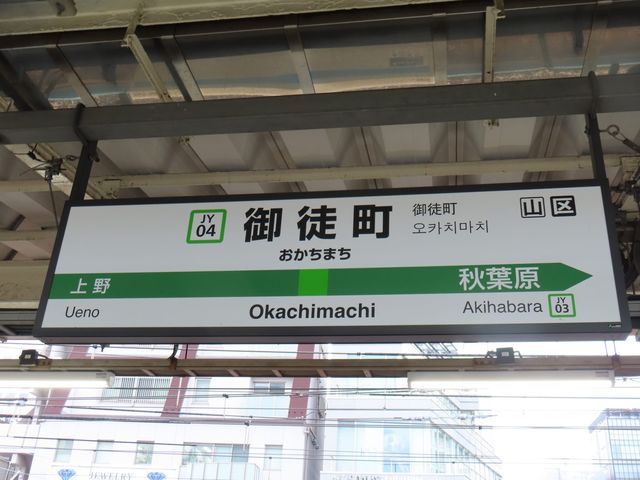 JY
04
御徒町
おかちまち
御徒町
오카치마치
山 区
上野
秋葉原
Ueno
Okachimachi
Akihabara
JY
03
JEWELRY